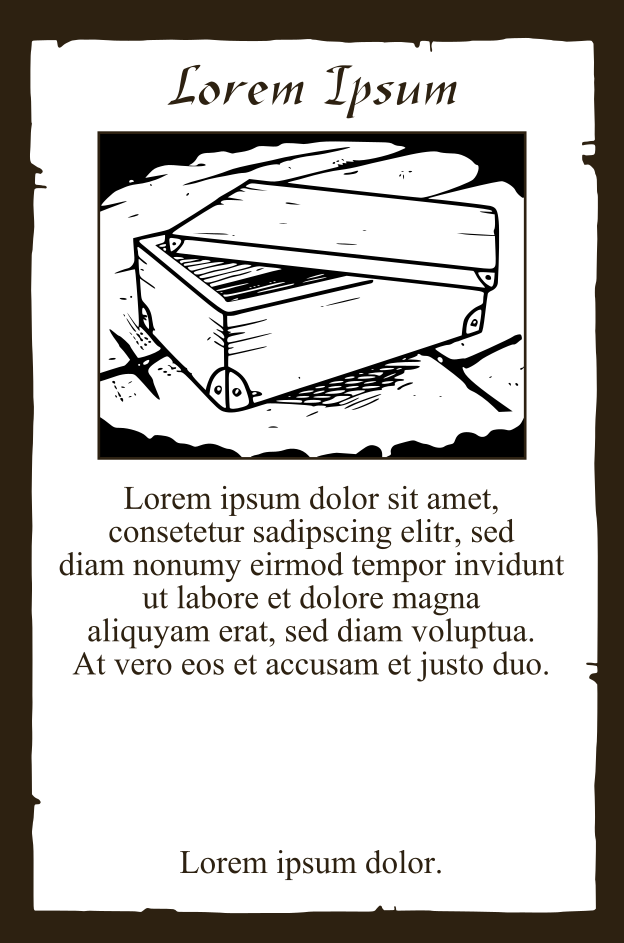 Lorem Ipsum
Lorem ipsum dolor sit amet,
consetetur sadipscing elitr, sed
diam nonumy eirmod tempor invidunt
ut labore et dolore magna
aliquyam erat, sed diam voluptua.
At vero eos et accusam et justo duo.
Lorem ipsum dolor.